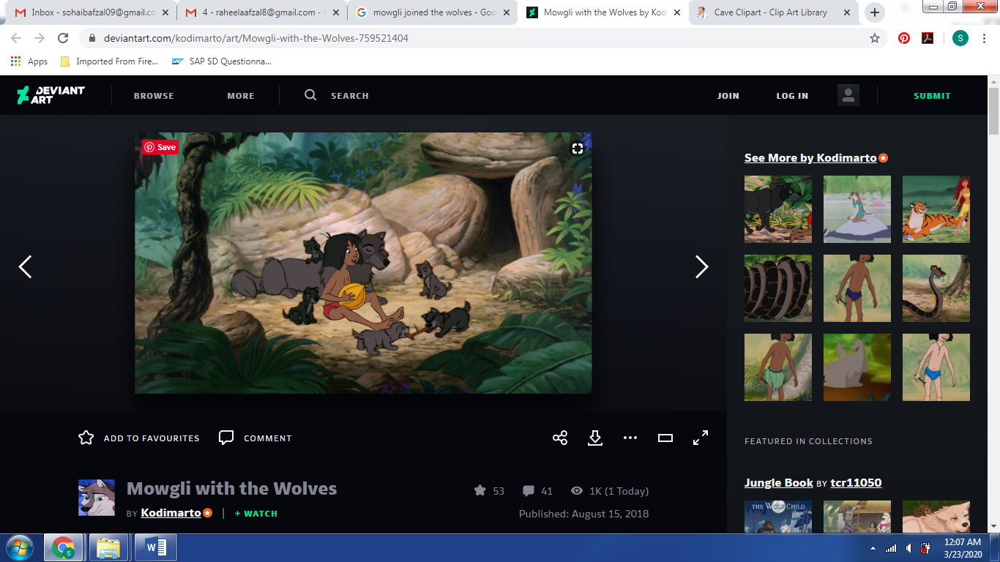 Inbox - sohaibafzal09@gmail.co
4 - raheelaafzal8@gmail.com -
mowgli joined the wolves - Goo
Mowgli with the Wolves by Kod
Cave Clipart - Clip Art Library
deviantart.com/kodimarto/art/Mowgli-with-the-Wolves-759521404
S
Apps
Imported From Fire...
SAP SD Questionna...
DEVIANT
ART
BROWSE
MORE
SEARCH
JOIN
LOG IN
SUBMIT
Save
See More by Kodimarto
ADD TO FAVOURITES
COMMENT
FEATURED IN COLLECTIONS
Mowgli with the Wolves
53
41
1K (1 Today)
BY Kodimarto
+ WATCH
Published: August 15, 2018
Jungle Book BY tcr11050
THE WOLF CHILD
S
W
12:07 AM
3/23/2020